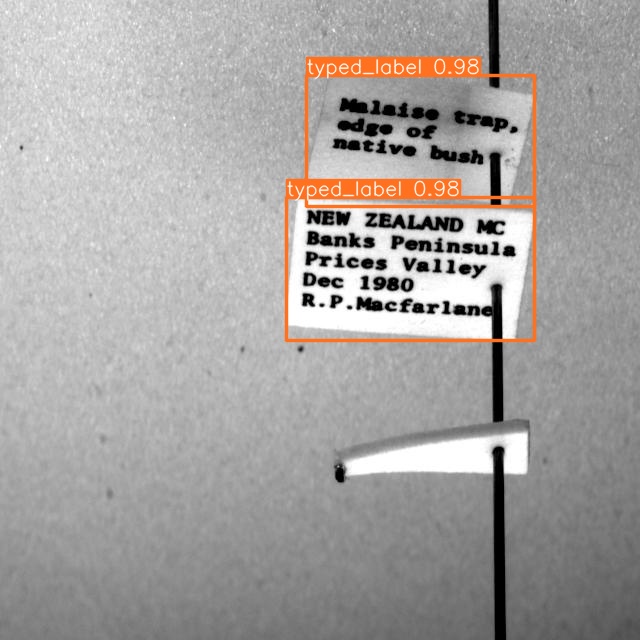 typed_label 0.98
Malaise trap,
edge of
native bush
typed_label 0.98
NEW ZEALAND MC
Banks Peninsula
Prices Valley
Dec 1980
R.P.Macfarlane